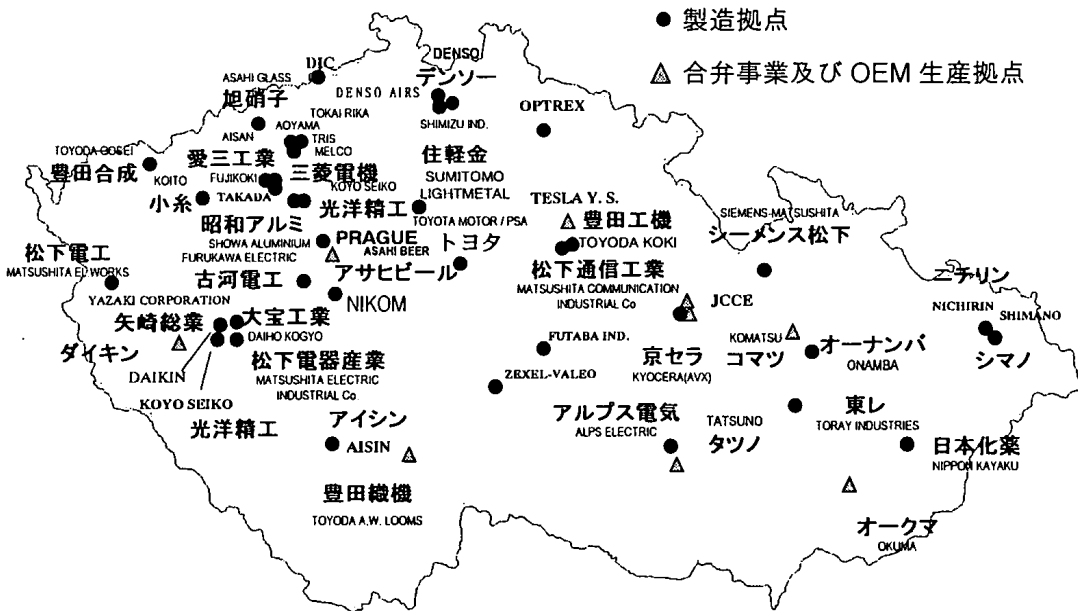 ● 製造拠点
△ 合弁事業及び OEM 生産拠点
DIC
DENSO
デンソー
ASAHI GLASS
旭硝子
DENSO AIRS
OPTREX
TOKAI RIKA
SHIMIZU IND.
AOYAMA
AISAN
TRIS
MELCO
TOYODA GOSEI
豊田合成
愛三工業
三菱電機
住軽金
SUMITOMO
LIGHTMETAL
KOITO
小糸
FUJIKOKI
TAKADA
KOYO SEIKO
光洋精工
昭和アルミ
SHOWA ALUMINIUM
TOYOTA MOTOR / PSA
トヨタ
TESLA Y. S.
豊田工機
TOYODA KOKI
SIEMENS-MATSUSHITA
シーメンス松下
PRAGUE
ASAHI BEER
アサヒビール
FURUKAWA ELECTRIC
古河電工
松下電工
MATSUSHITA EL.WORKS
松下通信工業
MATSUSHITA COMMUNICATION
INDUSTRIAL Co
ニチリン
NICHIRIN
SHIMANO
シマノ
NIKOM
JCCE
YAZAKI CORPORATION
矢崎総業
大宝工業
DAIHO KOGYO
ダイキン
DAIKIN
松下電器産業
MATSUSHITA ELECTRIC
INDUSTRIAL Co.
FUTABA IND.
KOMATSU
コマツ
オーナンバ
ONAMBA
京セラ
KYOCERA(AVX)
ZEXEL-VALEO
KOYO SEIKO
光洋精工
アイシン
AISIN
アルプス電気
ALPS ELECTRIC
TATSUNO
タツノ
東レ
TORAY INDUSTRIES
日本化薬
NIPPON KAYAKU
豊田織機
TOYODA A.W. LOOMS
オークマ
OKUMA